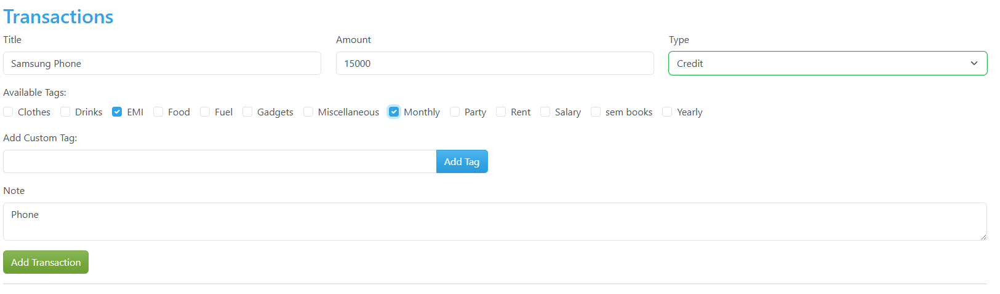 Transactions
Title Amount Type
Samsung Phone 15000 Credit
Available Tags:
Clothes Drinks EMI Food Fuel Gadgets Miscellaneous Monthly Party Rent Salary sem books Yearly
Add Custom Tag:
Add Tag
Note
Phone
Add Transaction